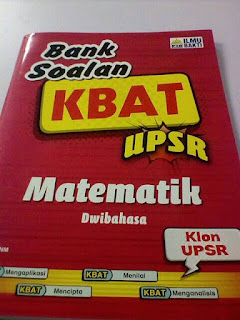 ILMU
BAKTI
Bank
Soalan
KBAT
UPSR
Matematik
Dwibahasa
Klon
UPSR
Mengaplikasi
KBAT Menilai
KBAT Mencipta
KBAT Menganalisis